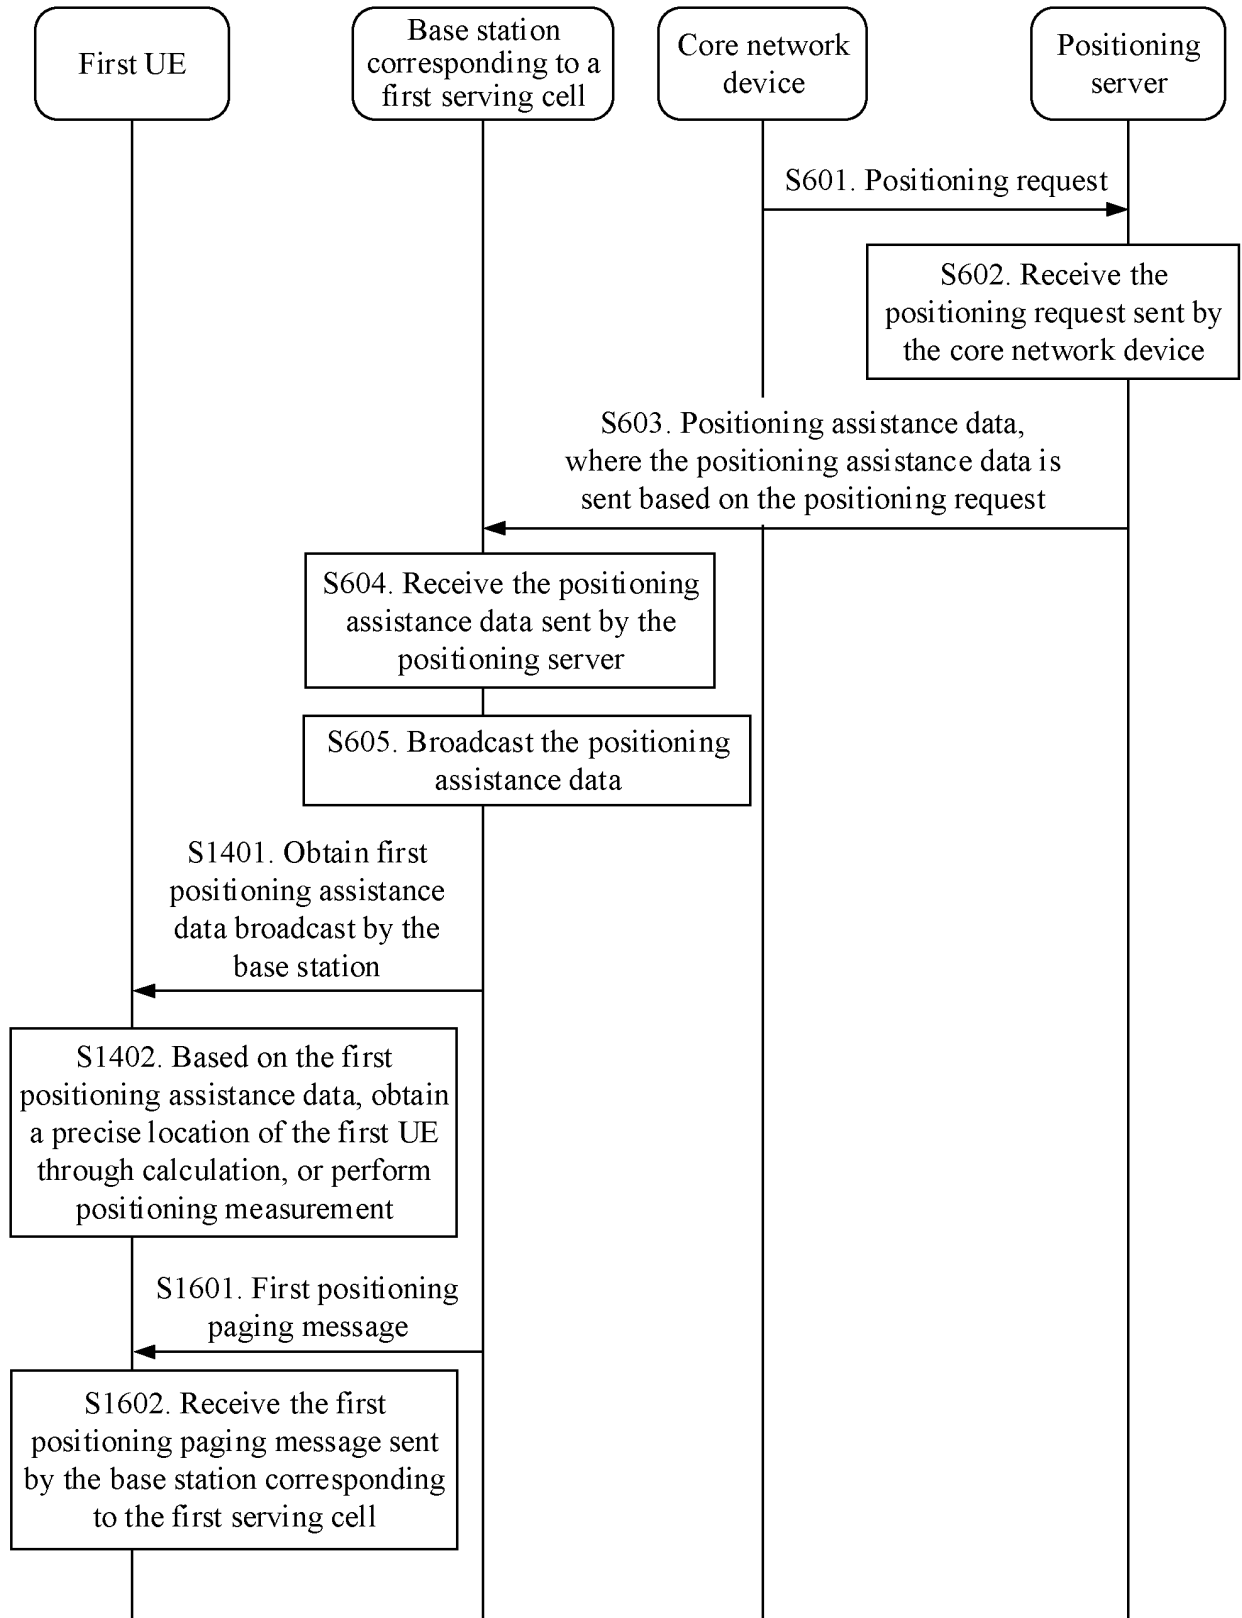 First UE
Base station
corresponding to a
first serving cell
Core network
device
Positioning
server
S601. Positioning request
S602. Receive the
positioning request sent by
the core network device
S603. Positioning assistance data,
where the positioning assistance data is
sent based on the positioning request
S604. Receive the positioning
assistance data sent by the
positioning server
S605. Broadcast the positioning
assistance data
S1401. Obtain first
positioning assistance
data broadcast by the
base station
S1402. Based on the first
positioning assistance data, obtain
a precise location of the first UE
through calculation, or perform
positioning measurement
S1601. First positioning
paging message
S1602. Receive the first
positioning paging message sent
by the base station corresponding
to the first serving cell